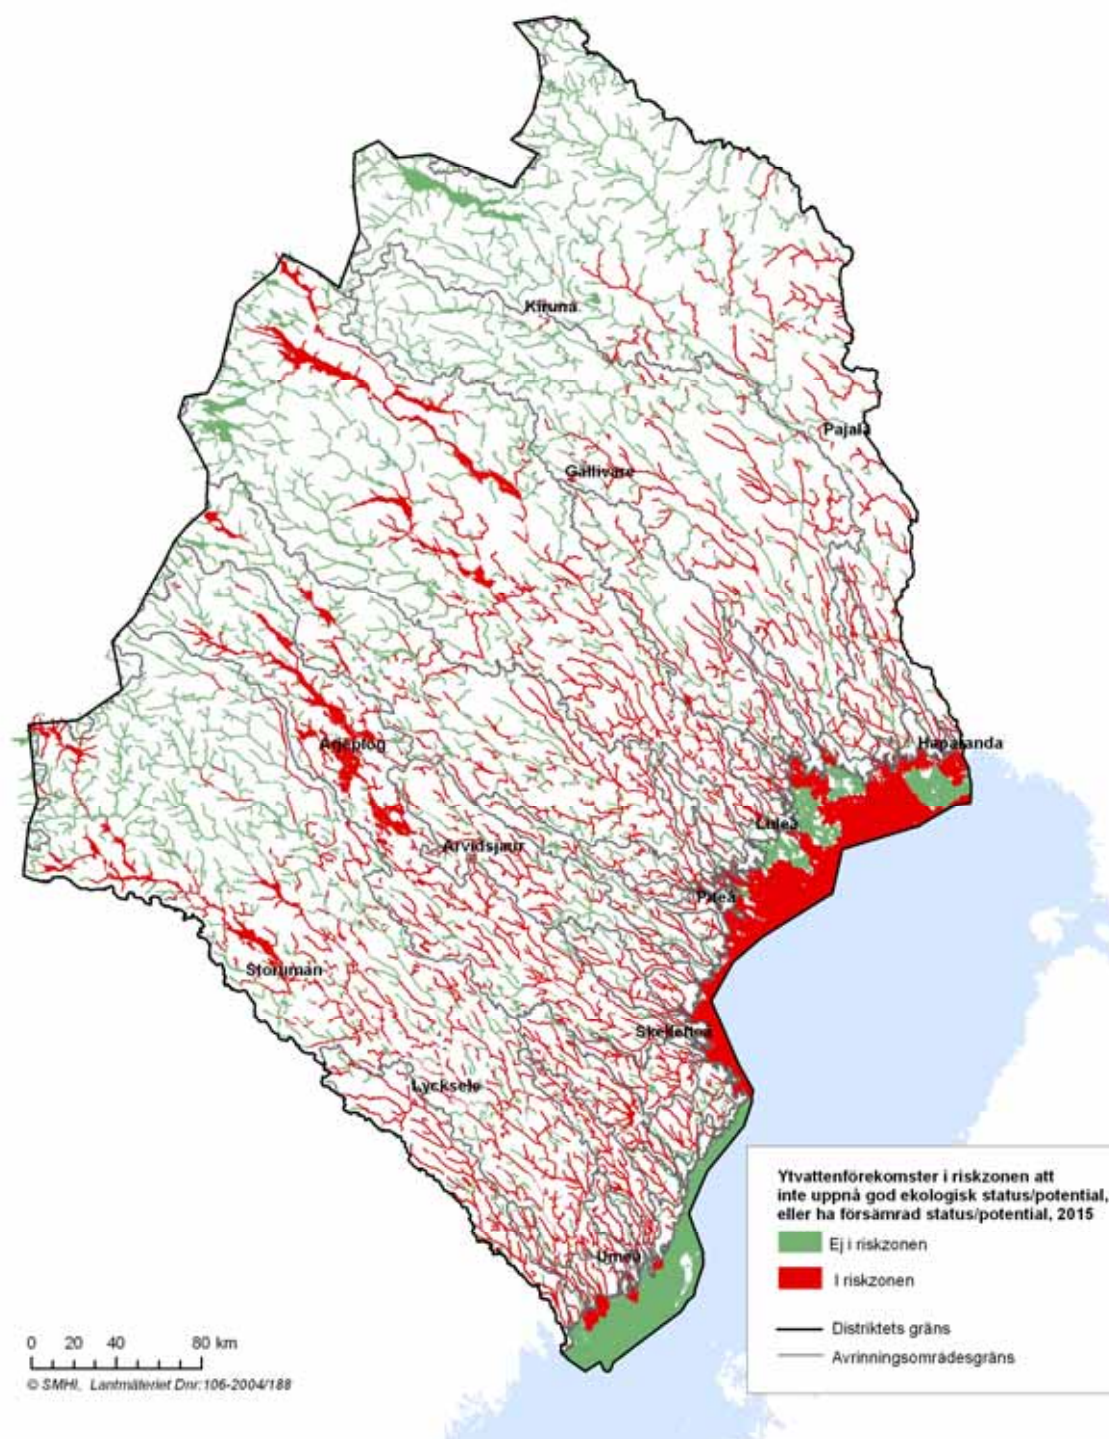 Kiruna
Pajala
Gällivare
Haparanda
Arjeplog
Luleå
Arvidsjaur
Piteå
Storuman
Skellefteå
Lycksele
Umeå
Ytvattenförekomster i riskzonen att
inte uppnå god ekologisk status/potential,
eller ha försämrad status/potential, 2015
Ej i riskzonen
I riskzonen
Distriktets gräns
Avrinningsområdesgräns
0 20 40 80 km
© SMHI, Lantmäteriet Dnr:106-2004/188